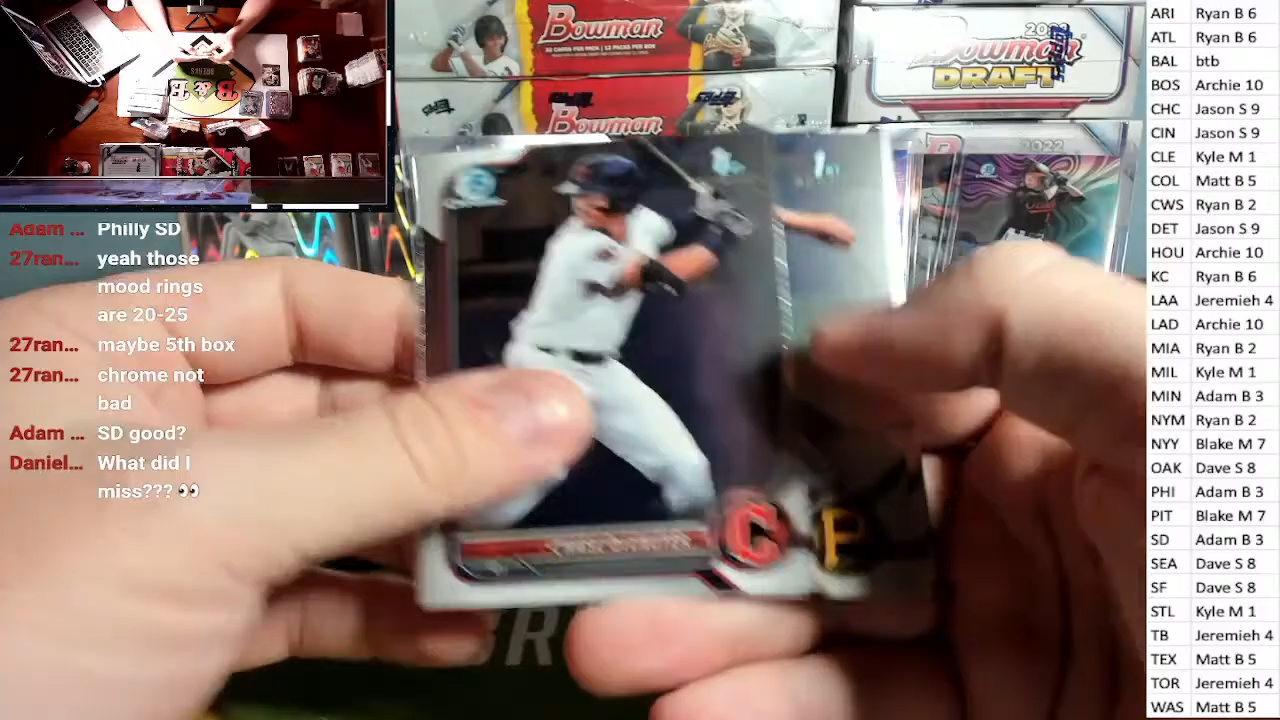 Adam ... Philly SD
27ran... yeah those
mood rings
are 20-25
27ran... maybe 5th box
27ran... chrome not
bad
Adam ... SD good?
Daniel... What did I
miss??? 👀
Bowman
Bowman
Bowman
DRAFT
2022
B & E
BREAKS
1st
C
P
ARI Ryan B 6
ATL Ryan B 6
BAL btb
BOS Archie 10
CHC Jason S 9
CIN Jason S 9
CLE Kyle M 1
COL Matt B 5
CWS Ryan B 2
DET Jason S 9
HOU Archie 10
KC Ryan B 6
LAA Jeremieh 4
LAD Archie 10
MIA Ryan B 2
MIL Kyle M 1
MIN Adam B 3
NYM Ryan B 2
NYY Blake M 7
OAK Dave S 8
PHI Adam B 3
PIT Blake M 7
SD Adam B 3
SEA Dave S 8
SF Dave S 8
STL Kyle M 1
TB Jeremieh 4
TEX Matt B 5
TOR Jeremieh 4
WAS Matt B 5